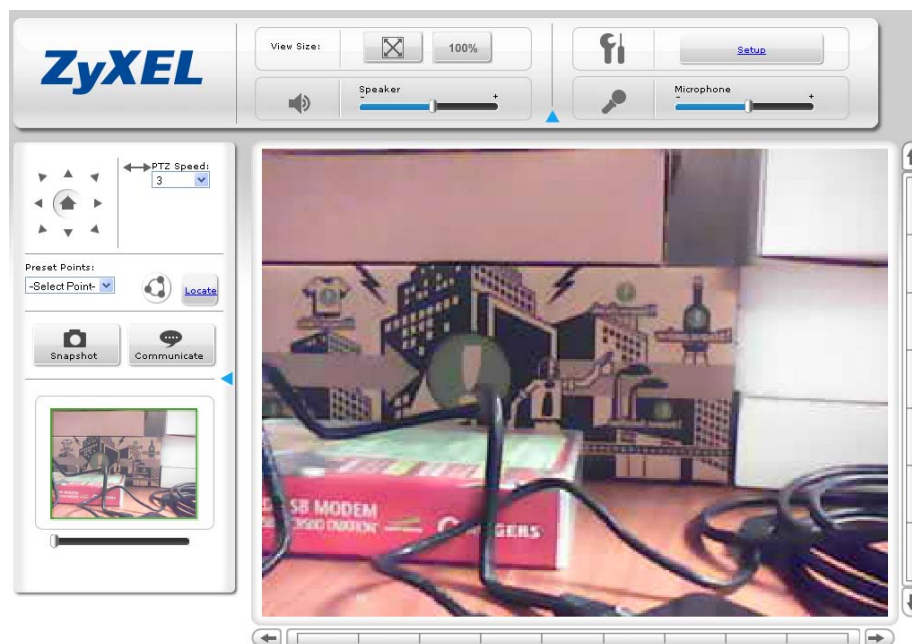 ZyXEL
View Size:
100%
Setup
Speaker
- +
Microphone
- +
PTZ Speed:
3
Preset Points:
-Select Point-
Locate
Snapshot
Communicate
SB MODEM
GERS